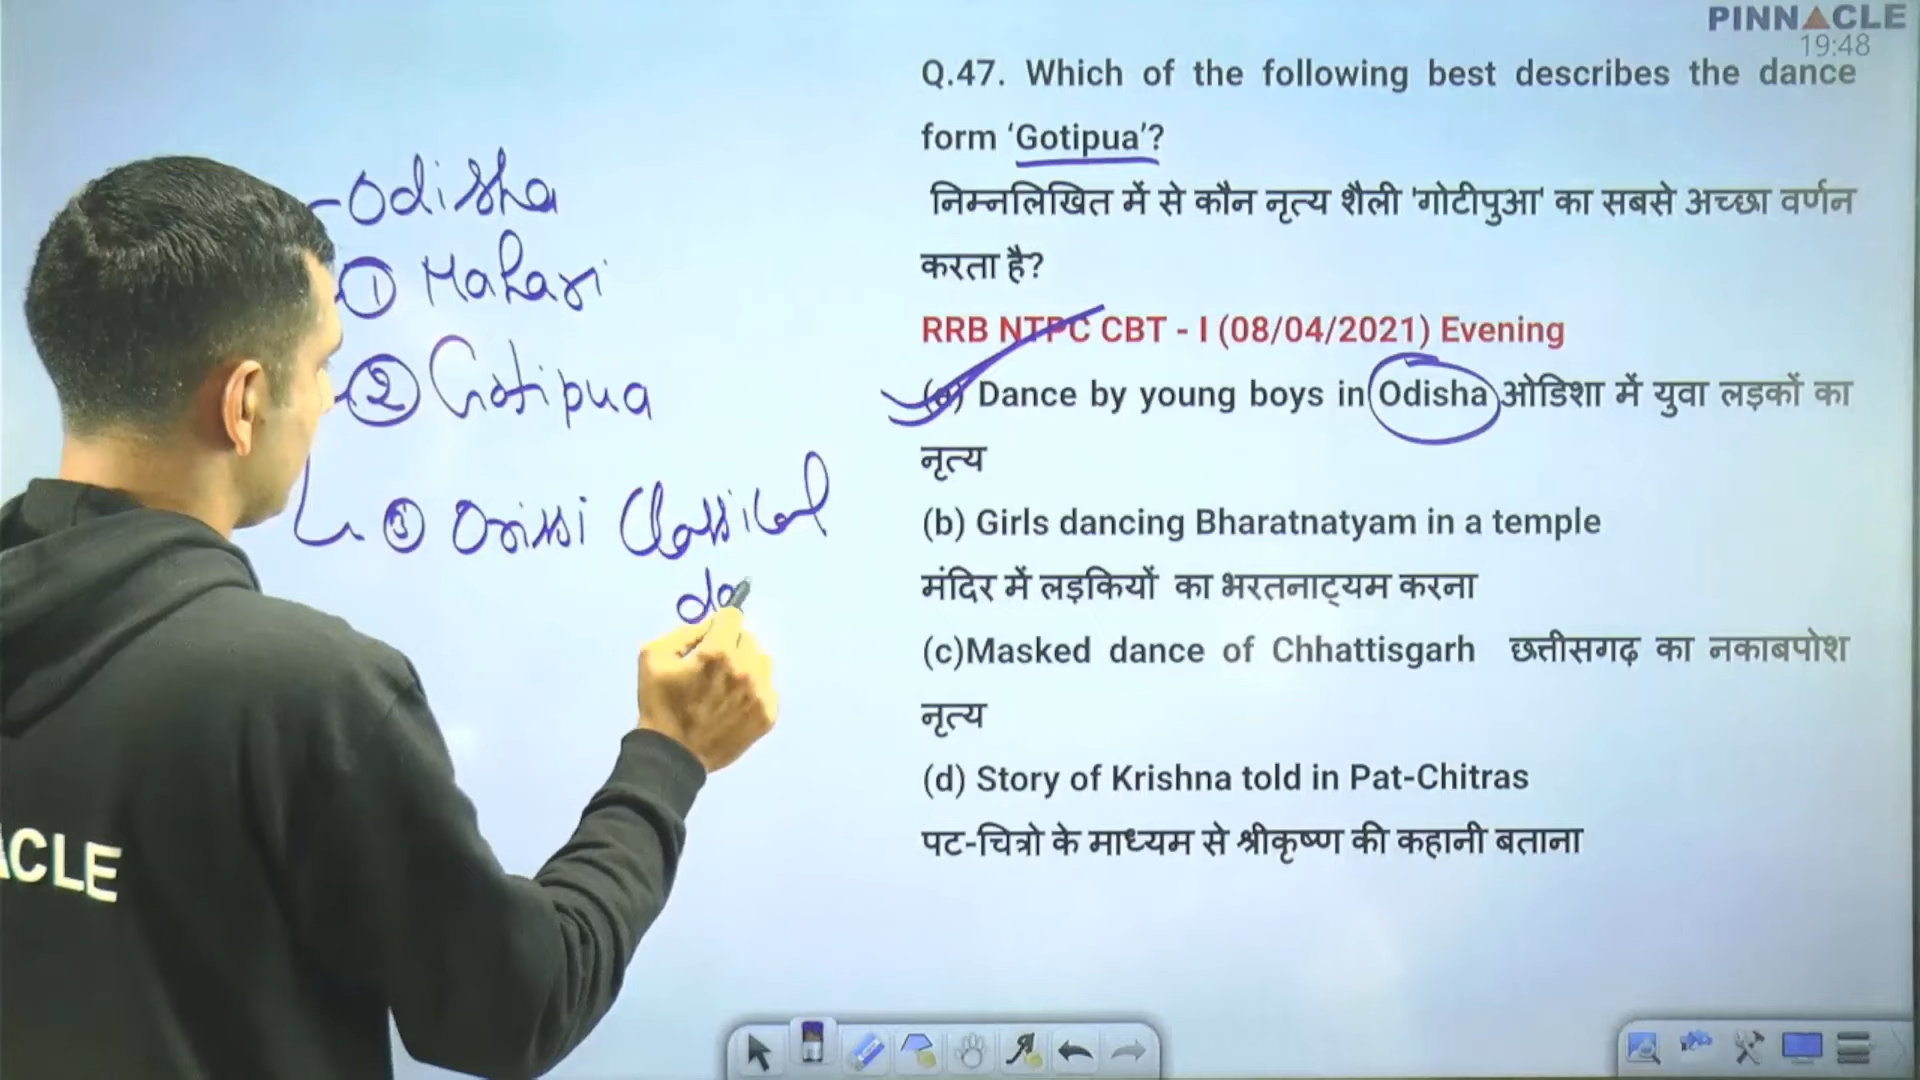 PINNACLE
19:48
Q.47. Which of the following best describes the dance
form ‘Gotipua’?
निम्नलिखित में से कौन नृत्य शैली 'गोटीपुआ' का सबसे अच्छा वर्णन
करता है?
RRB NTPC CBT - I (08/04/2021) Evening
(a) Dance by young boys in Odisha ओडिशा में युवा लड़कों का
नृत्य
(b) Girls dancing Bharatnatyam in a temple
मंदिर में लड़कियों का भरतनाट्यम करना
(c)Masked dance of Chhattisgarh छत्तीसगढ़ का नकाबपोश
नृत्य
(d) Story of Krishna told in Pat-Chitras
पट-चित्रो के माध्यम से श्रीकृष्ण की कहानी बताना
Odisha
① Mahari
② Gotipua
③ Orissi Classical
da
ACLE